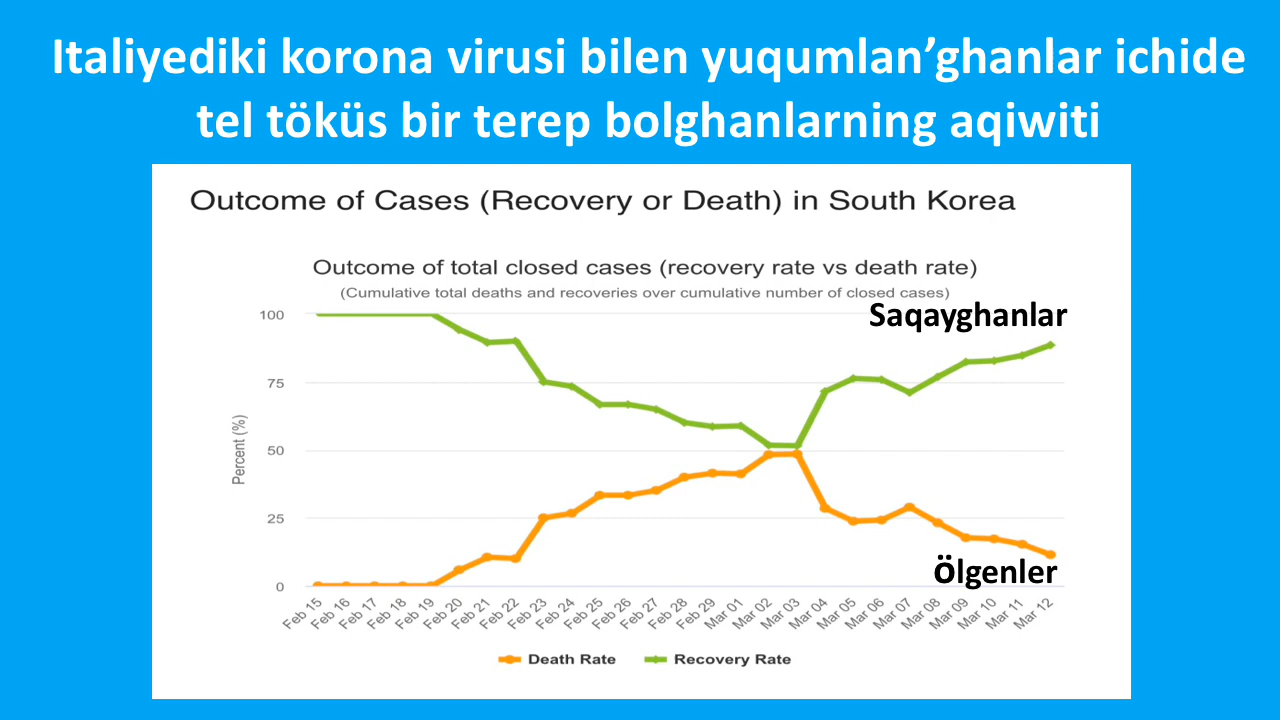 Italiyediki korona virusi bilen yuqumlan’ghanlar ichide
tel töküs bir terep bolghanlarning aqiwiti
Outcome of Cases (Recovery or Death) in South Korea
Outcome of total closed cases (recovery rate vs death rate)
(Cumulative total deaths and recoveries over cumulative number of closed cases)
Saqayghanlar
100
75
50
25
0
Percent (%)
ölgenler
Feb 15
Feb 16
Feb 17
Feb 18
Feb 19
Feb 20
Feb 21
Feb 22
Feb 23
Feb 24
Feb 25
Feb 26
Feb 27
Feb 28
Feb 29
Mar 01
Mar 02
Mar 03
Mar 04
Mar 05
Mar 06
Mar 07
Mar 08
Mar 09
Mar 10
Mar 11
Mar 12
Death Rate
Recovery Rate